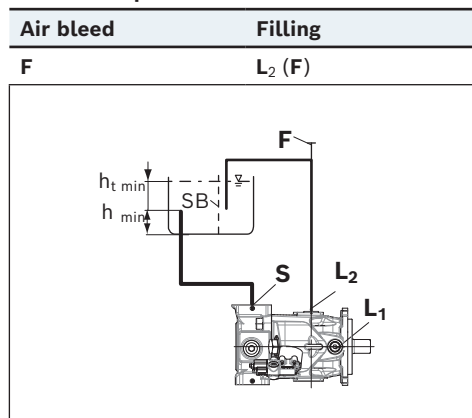 Air bleed Filling
F L₂ (F)
F
hₜ ₘᵢₙ
SB
h ₘᵢₙ
S
L₂
L₁